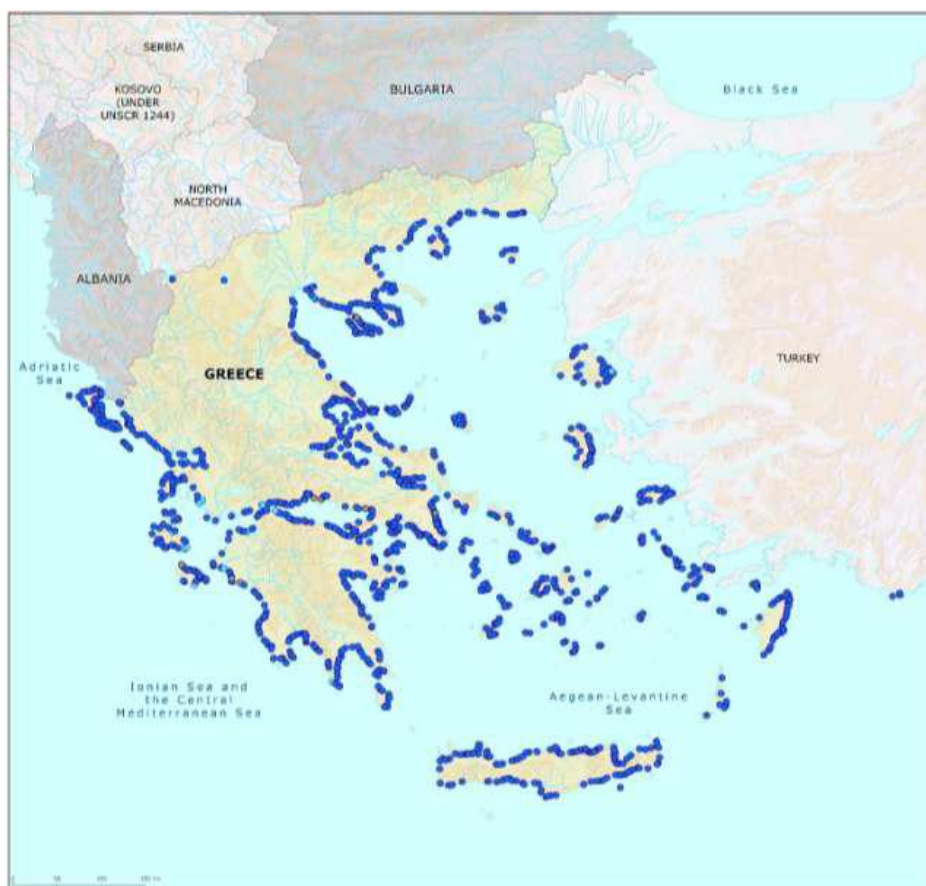 SERBIA
KOSOVO
(UNDER
UNSCR 1244)
BULGARIA
Black Sea
NORTH
MACEDONIA
ALBANIA
Adriatic
Sea
GREECE
TURKEY
Ionian Sea and
the Central
Mediterranean Sea
Aegean-Levantine
Sea